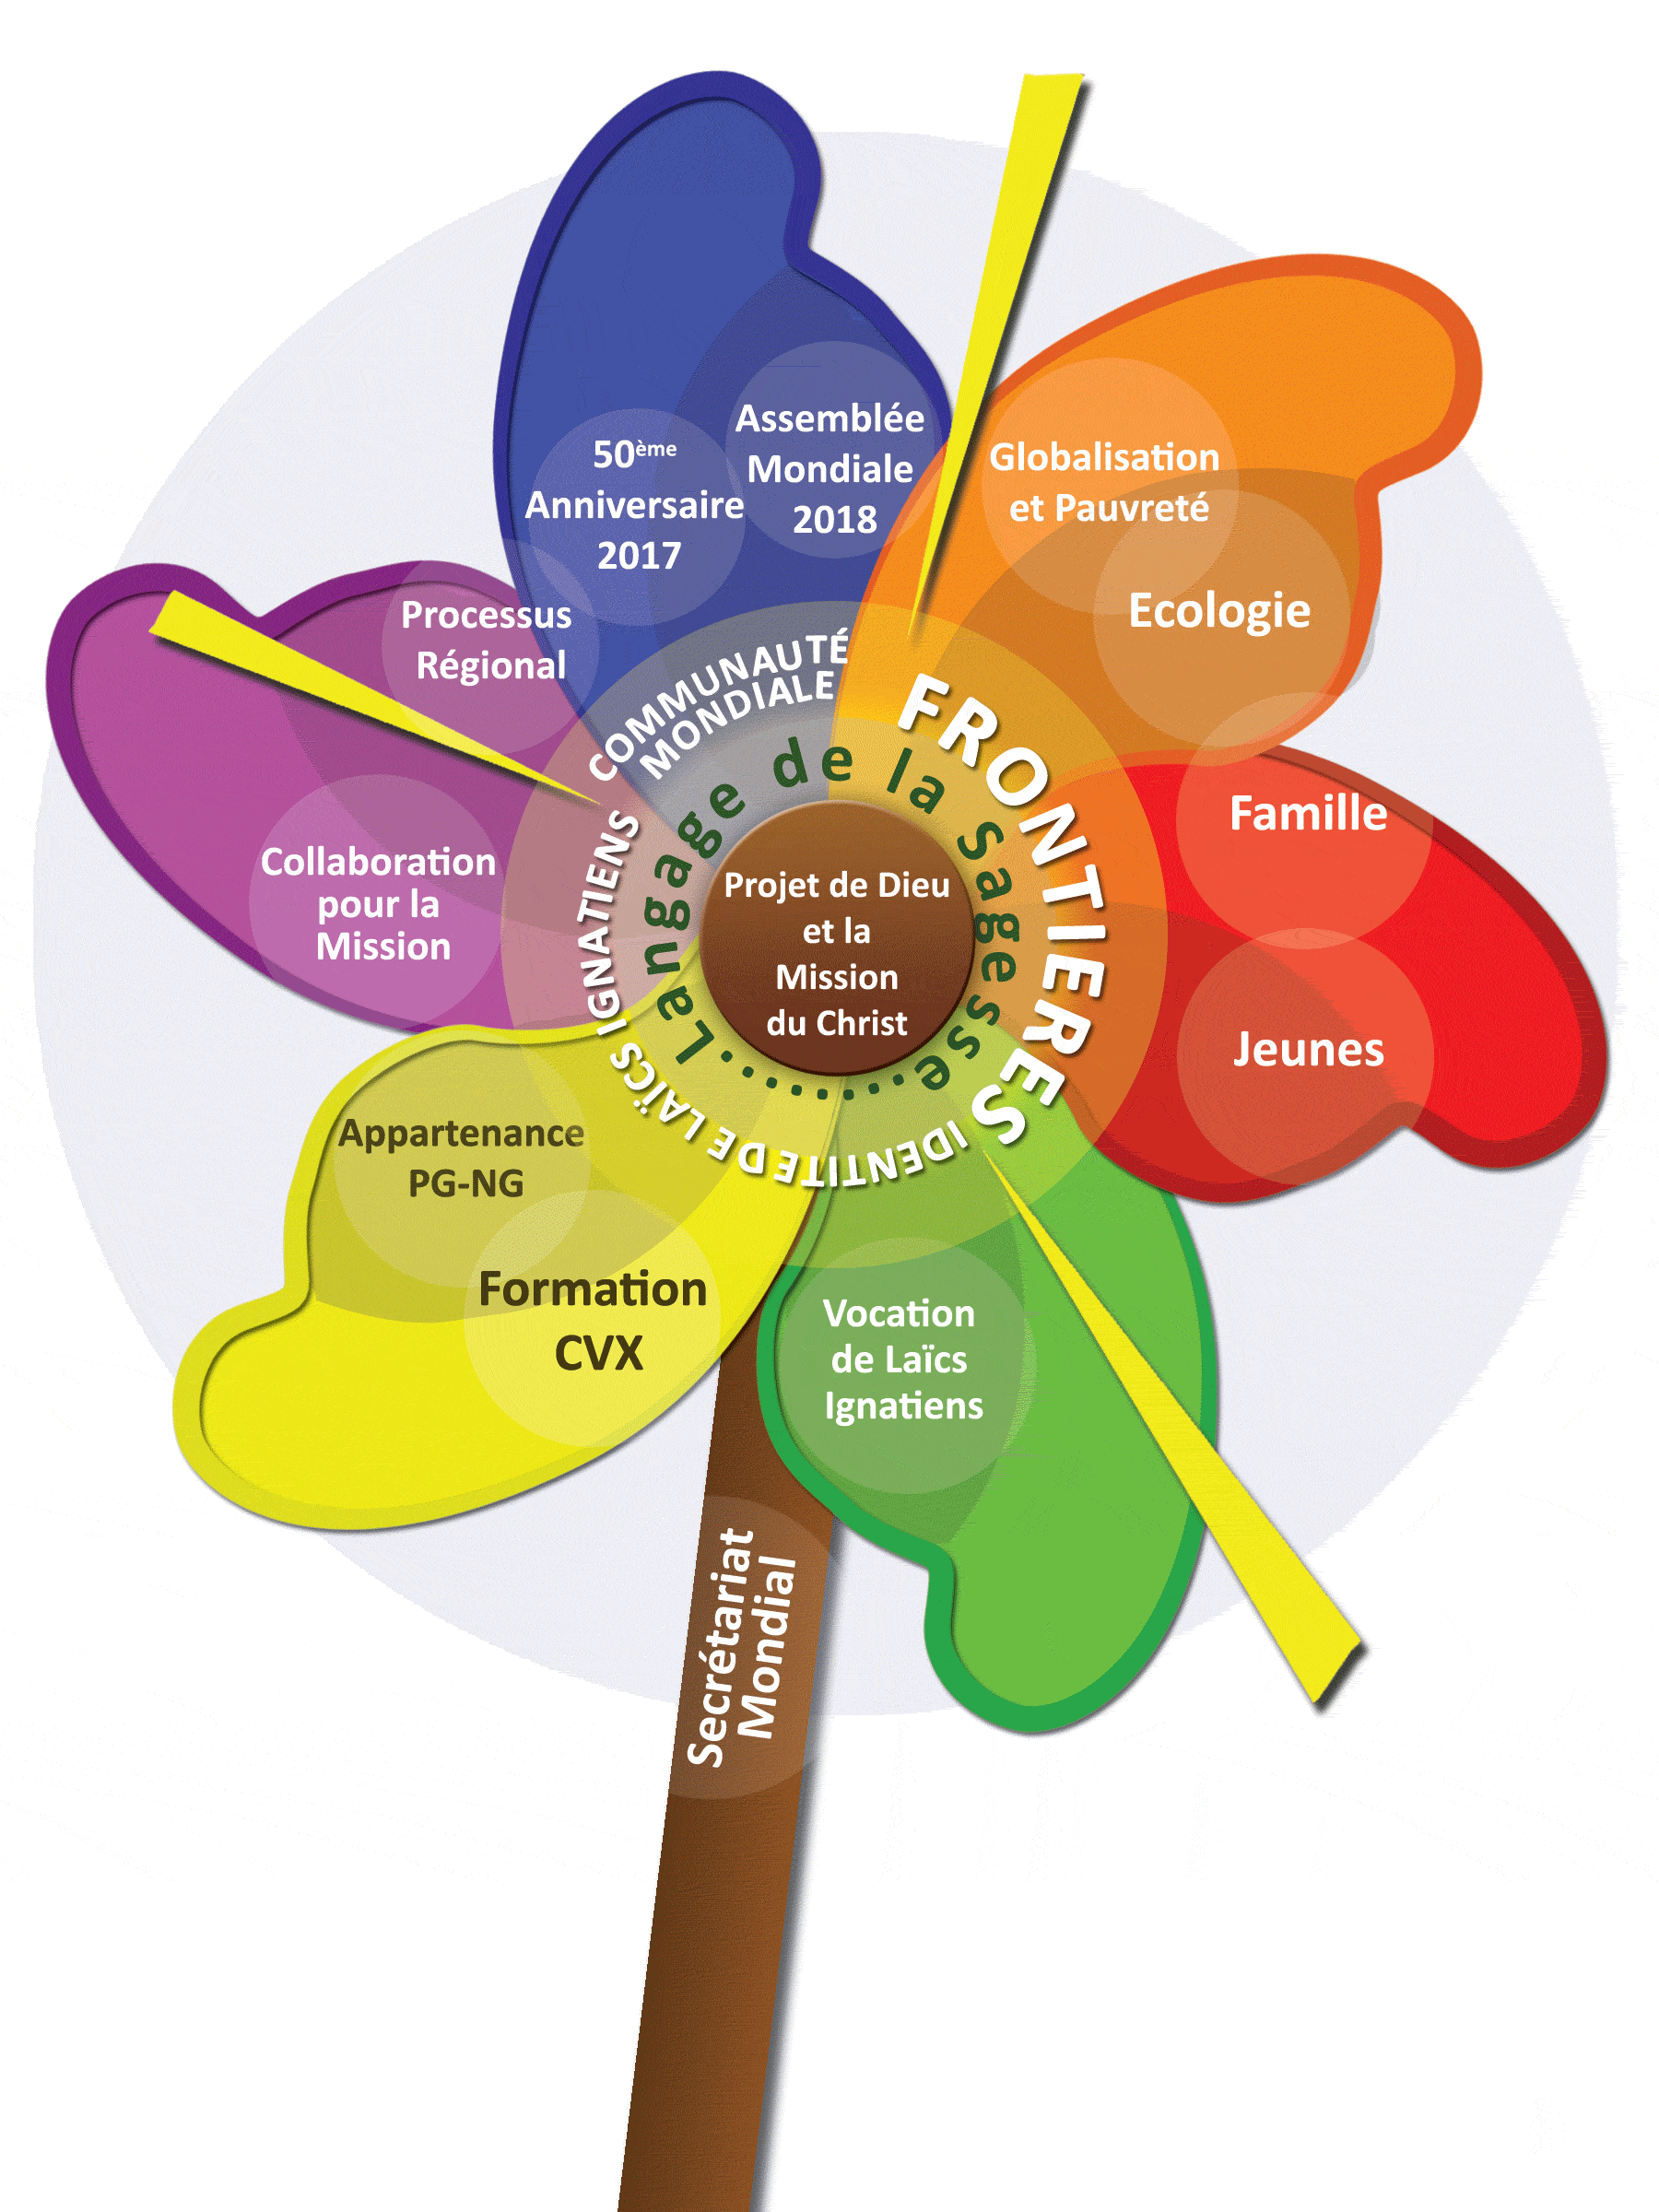 50ème
Anniversaire
2017
Assemblée
Mondiale
2018
Globalisation
et Pauvreté
Ecologie
Famille
Jeunes
Vocation
de Laïcs
Ignatiens
Formation
CVX
Appartenance
PG-NG
Collaboration
pour la
Mission
Processus
Régional
COMMUNAUTÉ
MONDIALE
FRONTIERES
IDENTITE DE LAÏCS IGNATIENS
Langage de la Sagesse..........
Projet de Dieu
et la
Mission
du Christ
Secrétariat
Mondial